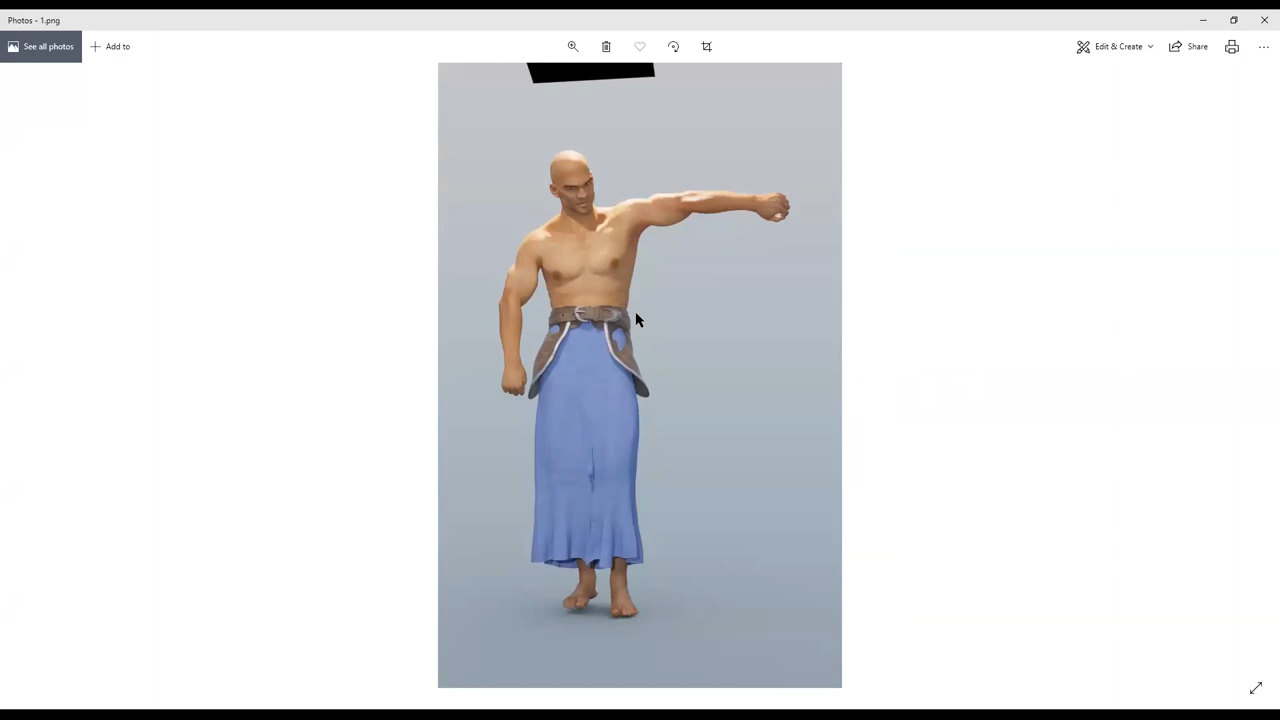 Photos - 1.png
See all photos
Add to
Edit & Create
Share